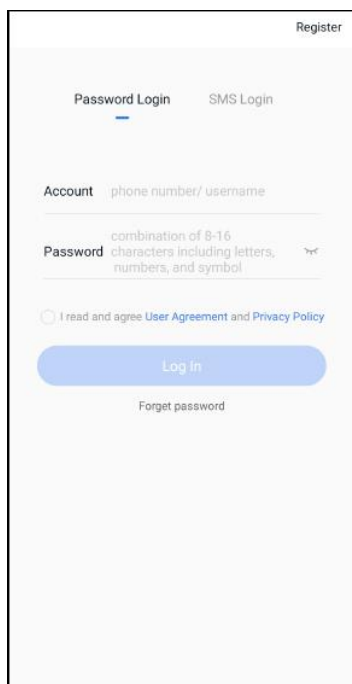 Register
Password Login SMS Login
Account phone number/ username
combination of 8-16
Password characters including letters,
numbers, and symbol
I read and agree User Agreement and Privacy Policy
Log In
Forget password